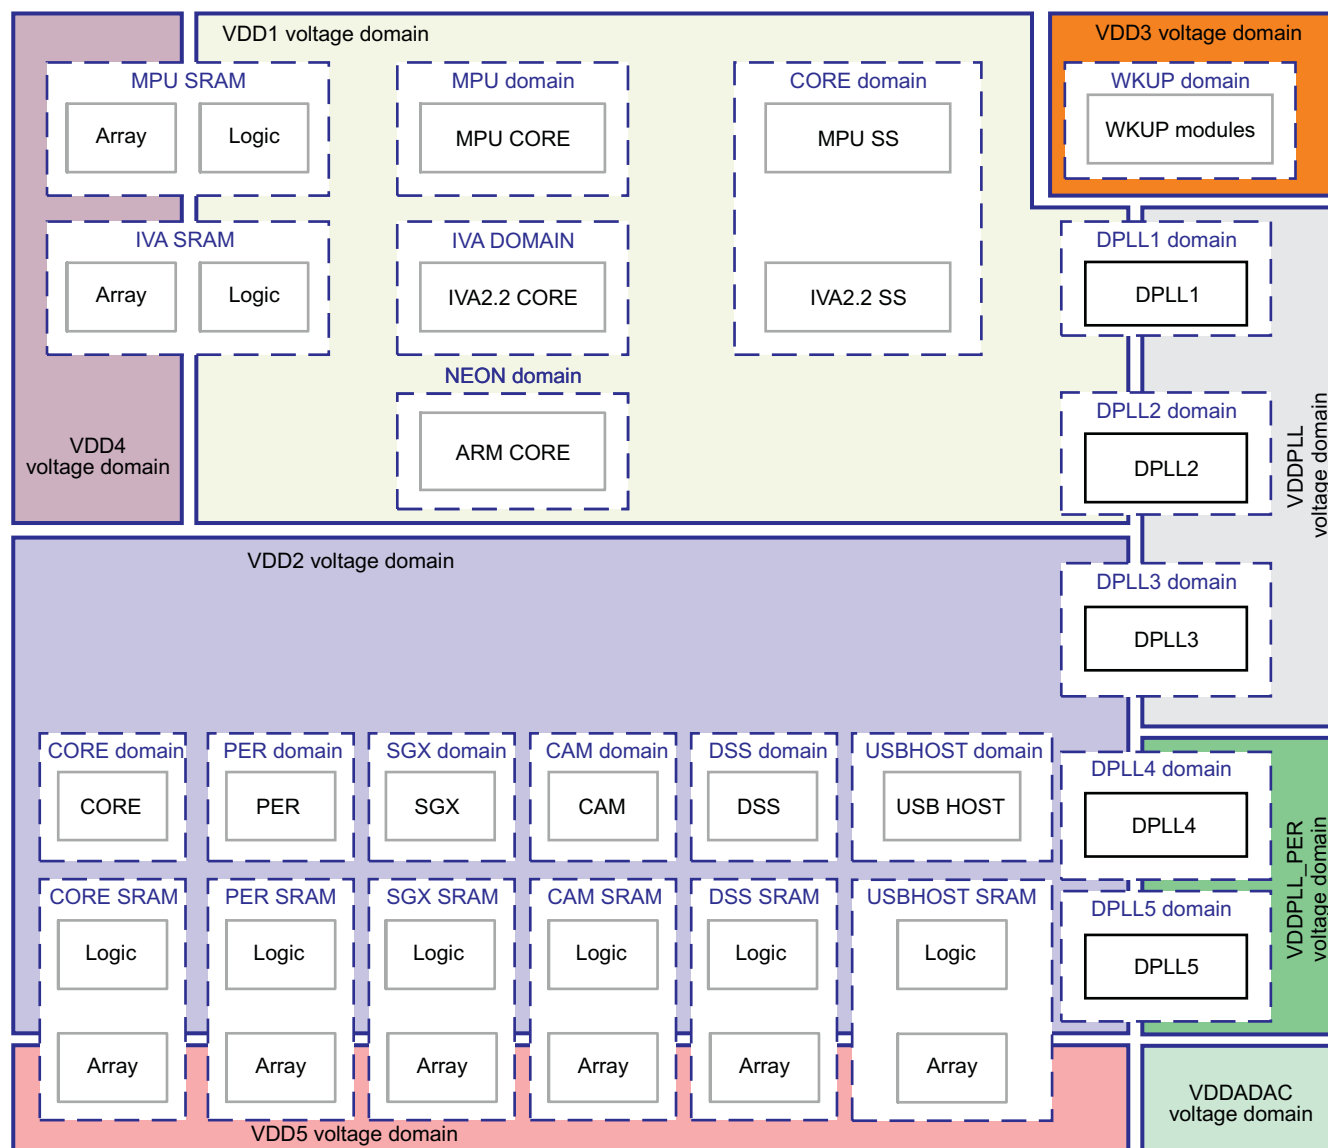 VDD1 voltage domain
VDD3 voltage domain
MPU SRAM
MPU domain
CORE domain
WKUP domain
Array
Logic
MPU CORE
MPU SS
WKUP modules
IVA SRAM
IVA DOMAIN
DPLL1 domain
Array
Logic
IVA2.2 CORE
IVA2.2 SS
DPLL1
NEON domain
DPLL2 domain
VDD4
voltage domain
ARM CORE
DPLL2
VDDPLL
voltage domain
VDD2 voltage domain
DPLL3 domain
DPLL3
CORE domain
PER domain
SGX domain
CAM domain
DSS domain
USBHOST domain
DPLL4 domain
CORE
PER
SGX
CAM
DSS
USB HOST
DPLL4
VDDPLL_PER
voltage domain
CORE SRAM
PER SRAM
SGX SRAM
CAM SRAM
DSS SRAM
USBHOST SRAM
DPLL5 domain
Logic
Logic
Logic
Logic
Logic
Logic
DPLL5
Array
Array
Array
Array
Array
Array
VDDADAC
voltage domain
VDD5 voltage domain